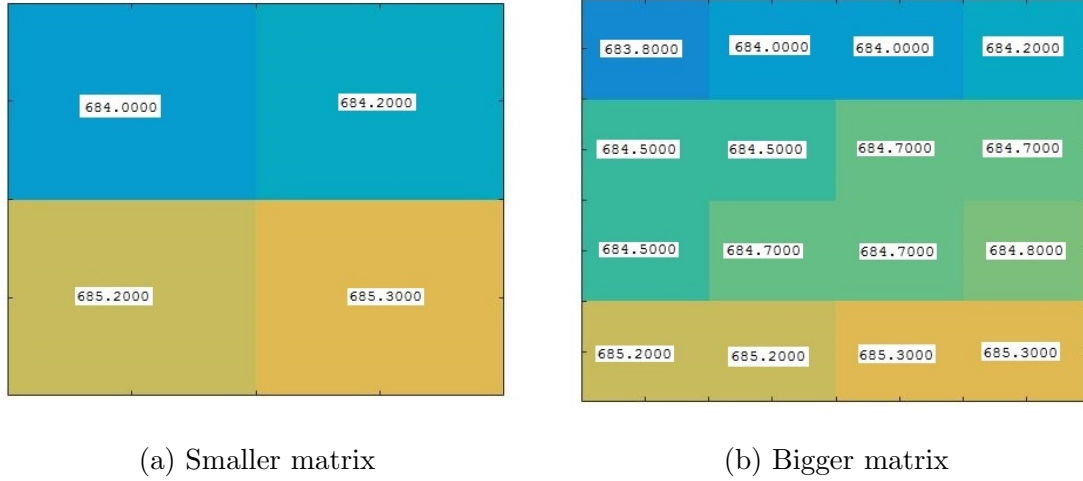 684.0000 684.2000
685.2000 685.3000
(a) Smaller matrix
683.8000 684.0000 684.0000 684.2000
684.5000 684.5000 684.7000 684.7000
684.5000 684.7000 684.7000 684.8000
685.2000 685.2000 685.3000 685.3000
(b) Bigger matrix